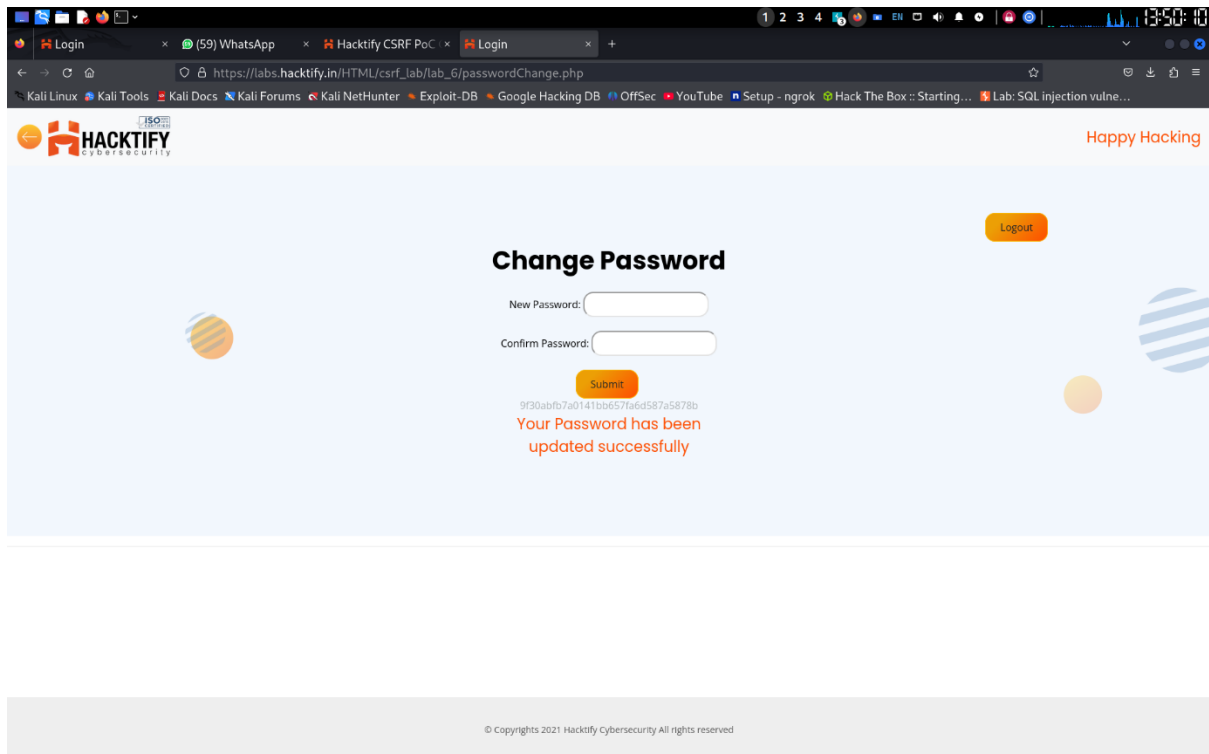 1 2 3 4 EN 13:50:10
Login (59) WhatsApp Hacktify CSRF PoC Login
https://labs.hacktify.in/HTML/csrf_lab/lab_6/passwordChange.php
Kali Linux Kali Tools Kali Docs Kali Forums Kali NetHunter Exploit-DB Google Hacking DB OffSec YouTube Setup - ngrok Hack The Box :: Starting... Lab: SQL injection vulne...
ISO
HACKTIFY
cybersecurity
Happy Hacking
Logout
Change Password
New Password:
Confirm Password:
Submit
9f30abfb7a0141bb657fa6d587a5878b
Your Password has been
updated successfully
© Copyrights 2021 Hacktify Cybersecurity All rights reserved